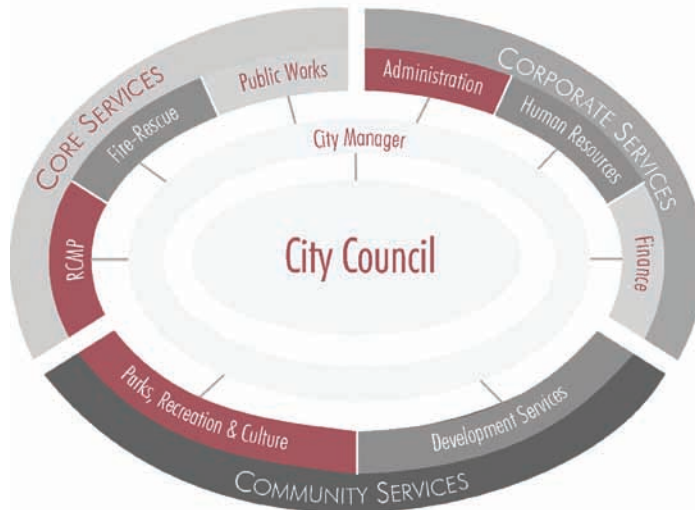 CORE SERVICES
Public Works
Fire-Rescue
RCMP
CORPORATE SERVICES
Administration
Human Resources
Finance
City Manager
City Council
Parks, Recreation & Culture
Development Services
COMMUNITY SERVICES